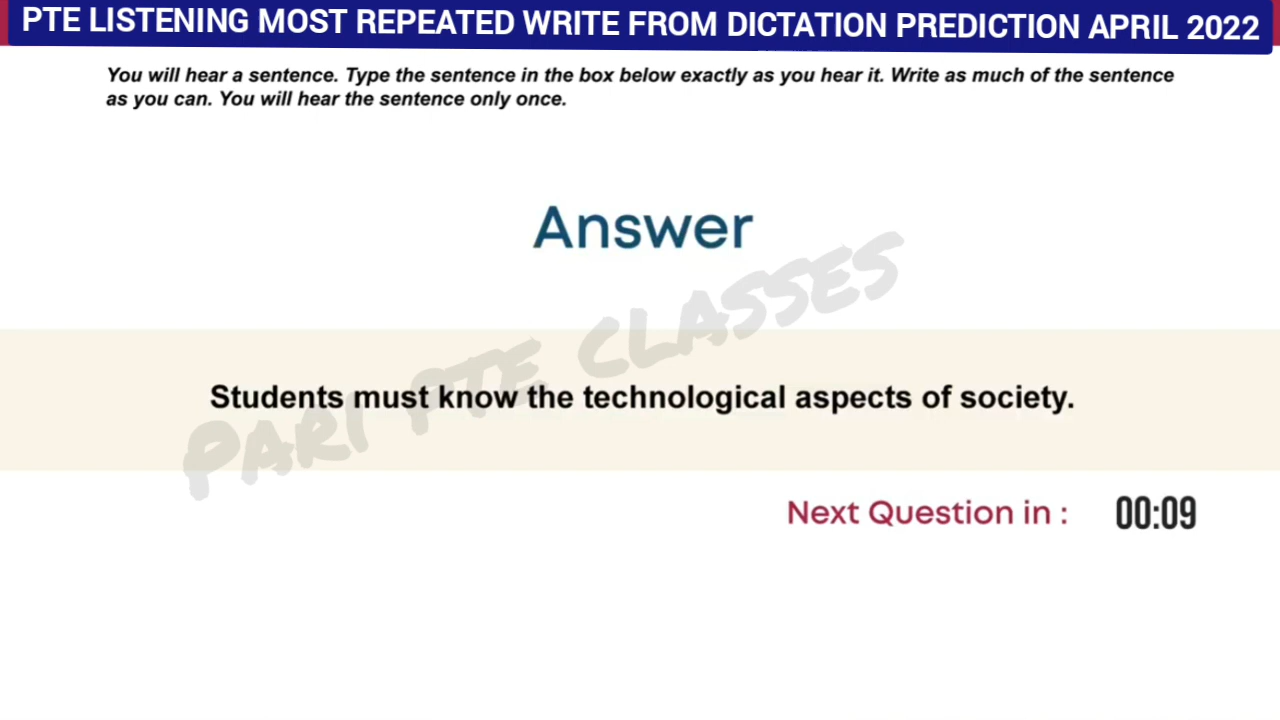 PTE LISTENING MOST REPEATED WRITE FROM DICTATION PREDICTION APRIL 2022
You will hear a sentence. Type the sentence in the box below exactly as you hear it. Write as much of the sentence
as you can. You will hear the sentence only once.
Answer
PARI PTE CLASSES
Students must know the technological aspects of society.
Next Question in : 00:09